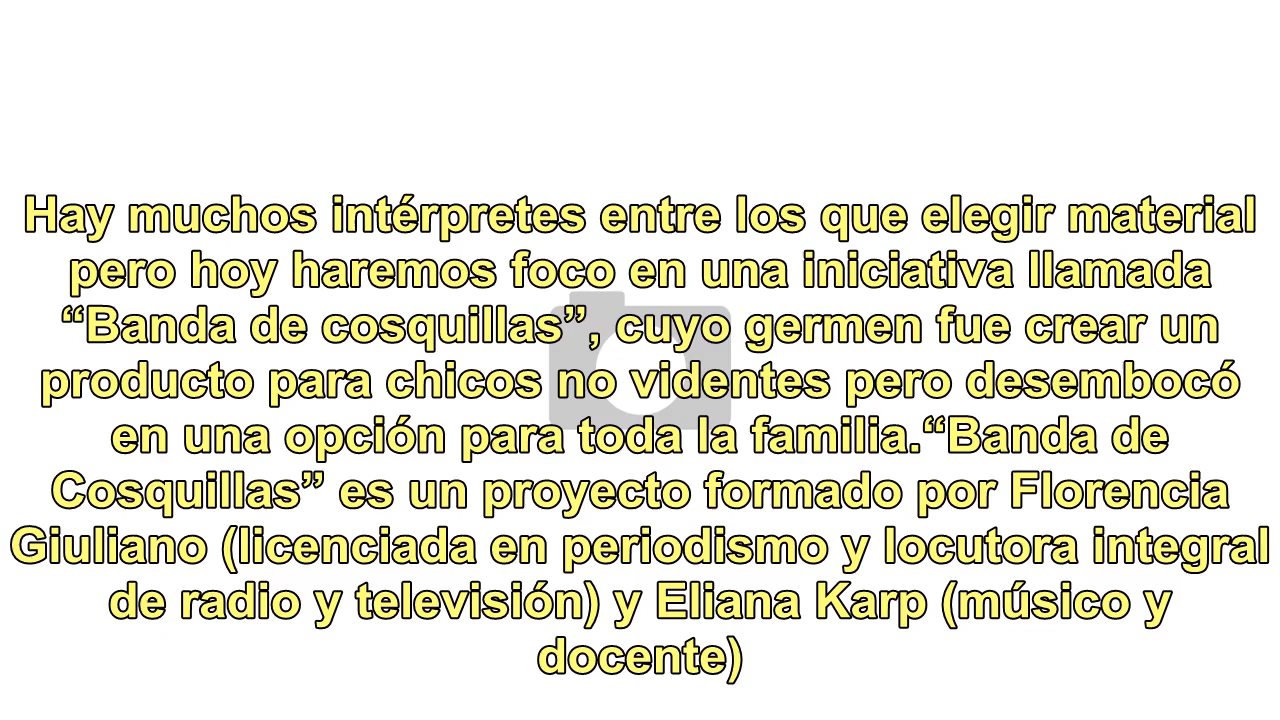 Hay muchos intérpretes entre los que elegir material
pero hoy haremos foco en una iniciativa llamada
“Banda de cosquillas”, cuyo germen fue crear un
producto para chicos no videntes pero desembocó
en una opción para toda la familia.“Banda de
Cosquillas” es un proyecto formado por Florencia
Giuliano (licenciada en periodismo y locutora integral
de radio y televisión) y Eliana Karp (músico y
docente)